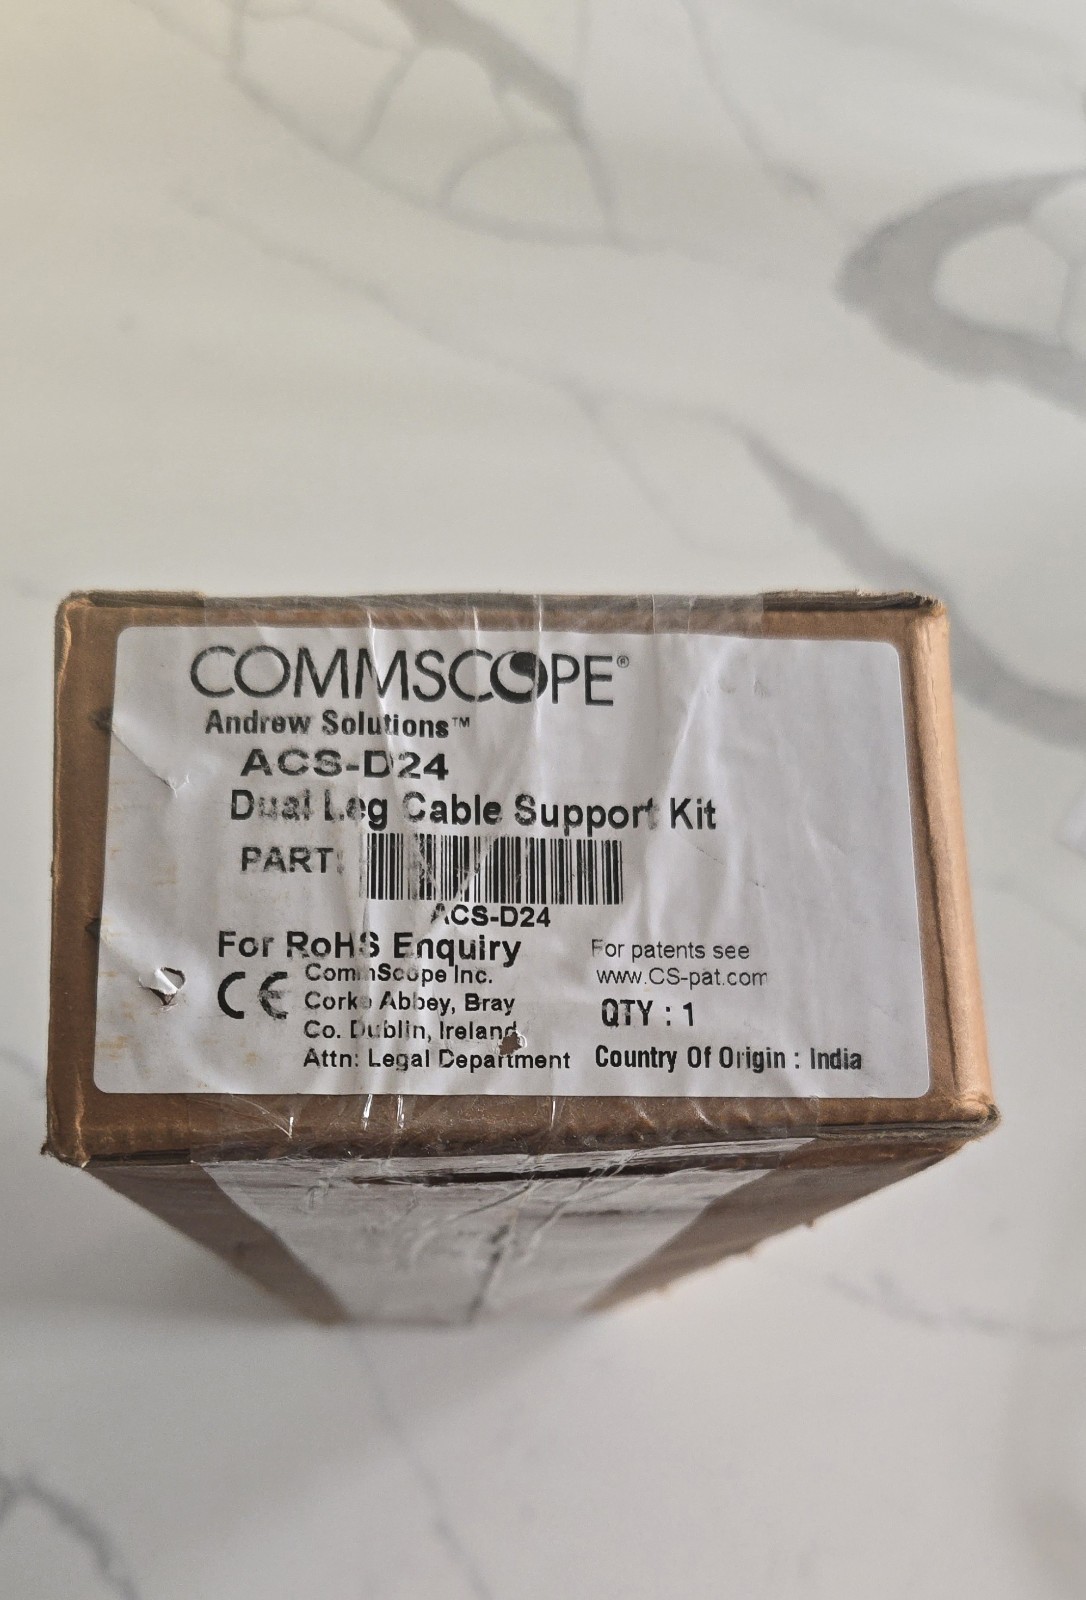 COMMSCOPE®
Andrew Solutions™
ACS-D24
Dual Leg Cable Support Kit
PART:
ACS-D24
For RoHS Enquiry
CE
CommScope Inc.
Corke Abbey, Bray
Co. Dublin, Ireland
Attn: Legal Department
For patents see
www.CS-pat.com
QTY : 1
Country Of Origin : India